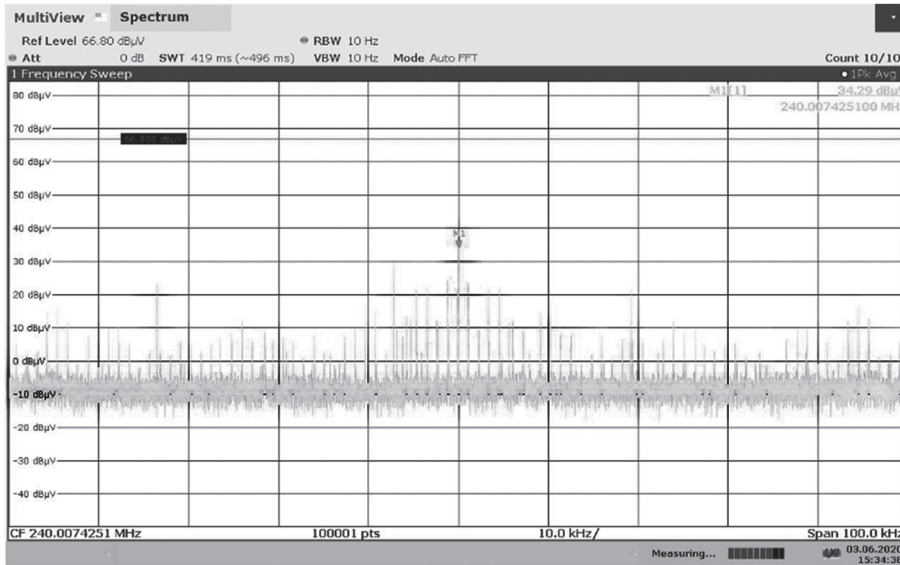 MultiView Spectrum
Ref Level 66.80 dBµV RBW 10 Hz
Att 0 dB SWT 419 ms (~496 ms) VBW 10 Hz Mode Auto FFT Count 10/10
1 Frequency Sweep 1Pk Avg
80 dBµV M1[1] 34.29 dBµV
240.007425100 MHz
70 dBµV
60 dBµV
50 dBµV
40 dBµV
M1
30 dBµV
20 dBµV
10 dBµV
0 dBµV
-10 dBµV
-20 dBµV
-30 dBµV
-40 dBµV
CF 240.0074251 MHz 100001 pts 10.0 kHz/ Span 100.0 kHz
Measuring... 03.06.2020
15:34:38